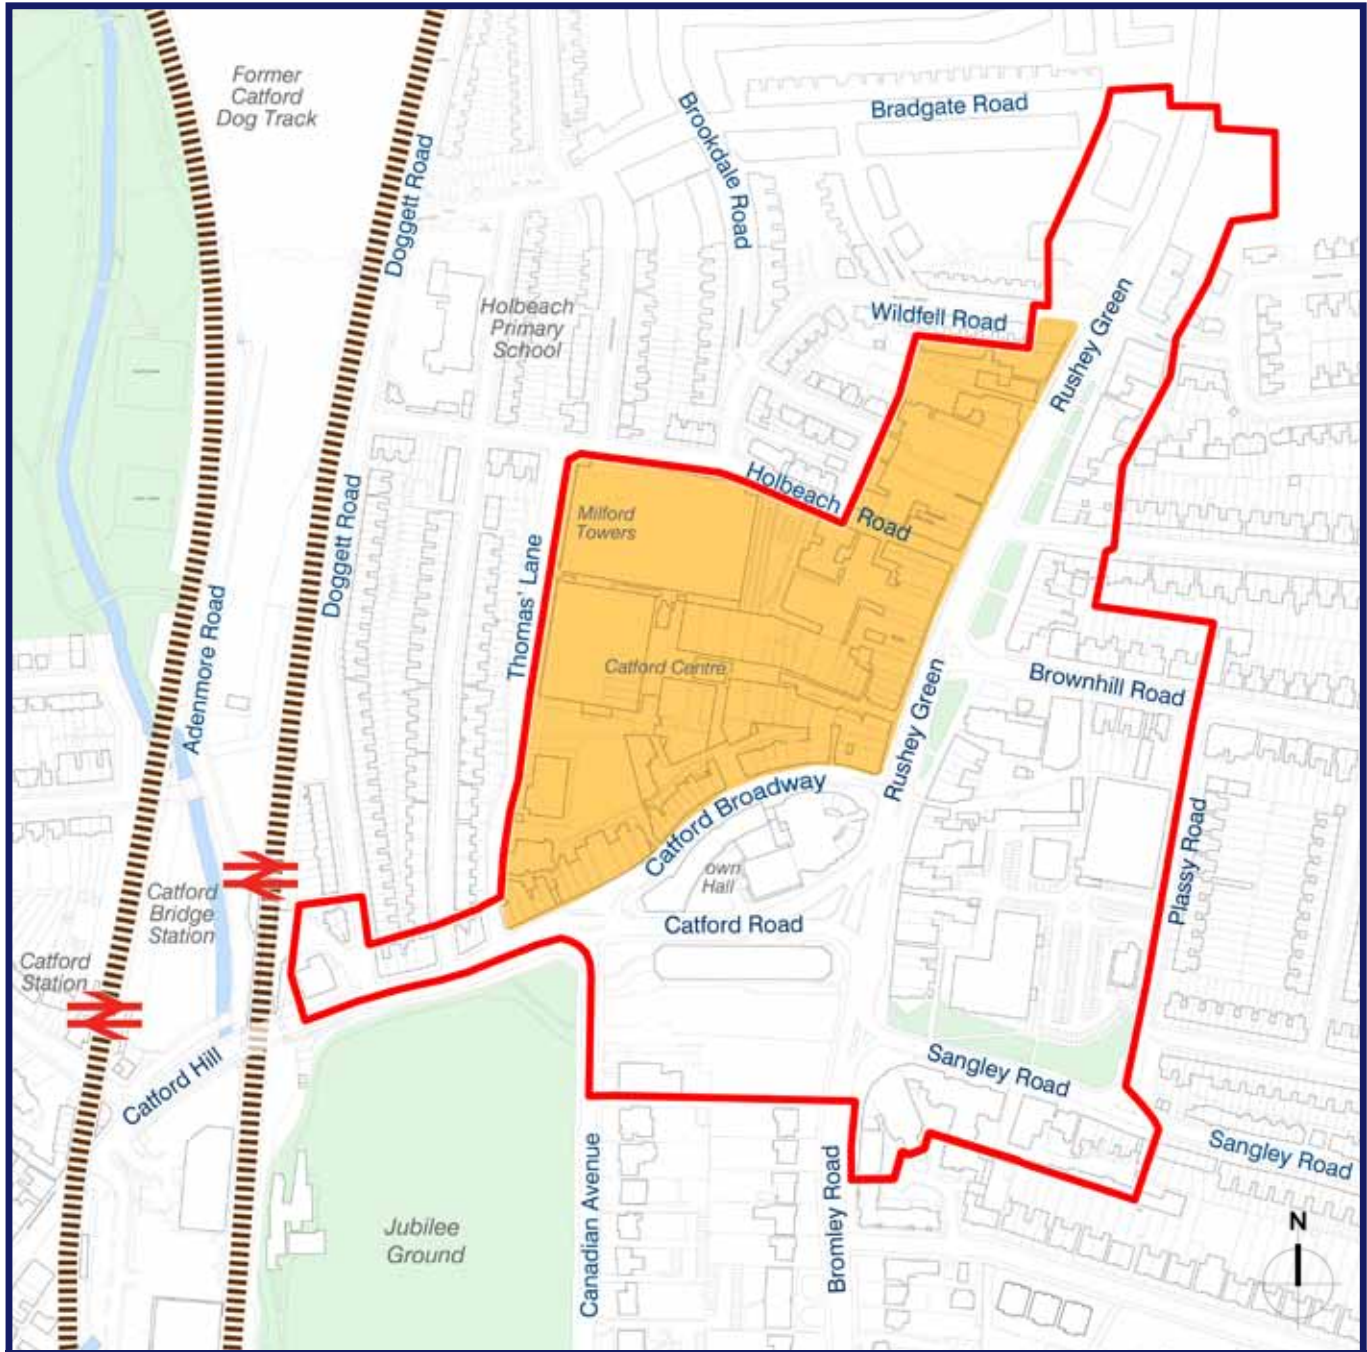 Former
Catford
Dog Track
Doggett Road
Brookdale Road
Bradgate Road
Holbeach
Primary
School
Wildfell Road
Rushey Green
Doggett Road
Thomas' Lane
Milford
Towers
Holbeach Road
Adenmore Road
Catford Centre
Rushey Green
Brownhill Road
Catford Broadway
own
Hall
Catford Road
Plassy Road
Catford
Bridge
Station
Catford
Station
Catford Hill
Sangley Road
Sangley Road
Canadian Avenue
Bromley Road
Jubilee
Ground
N